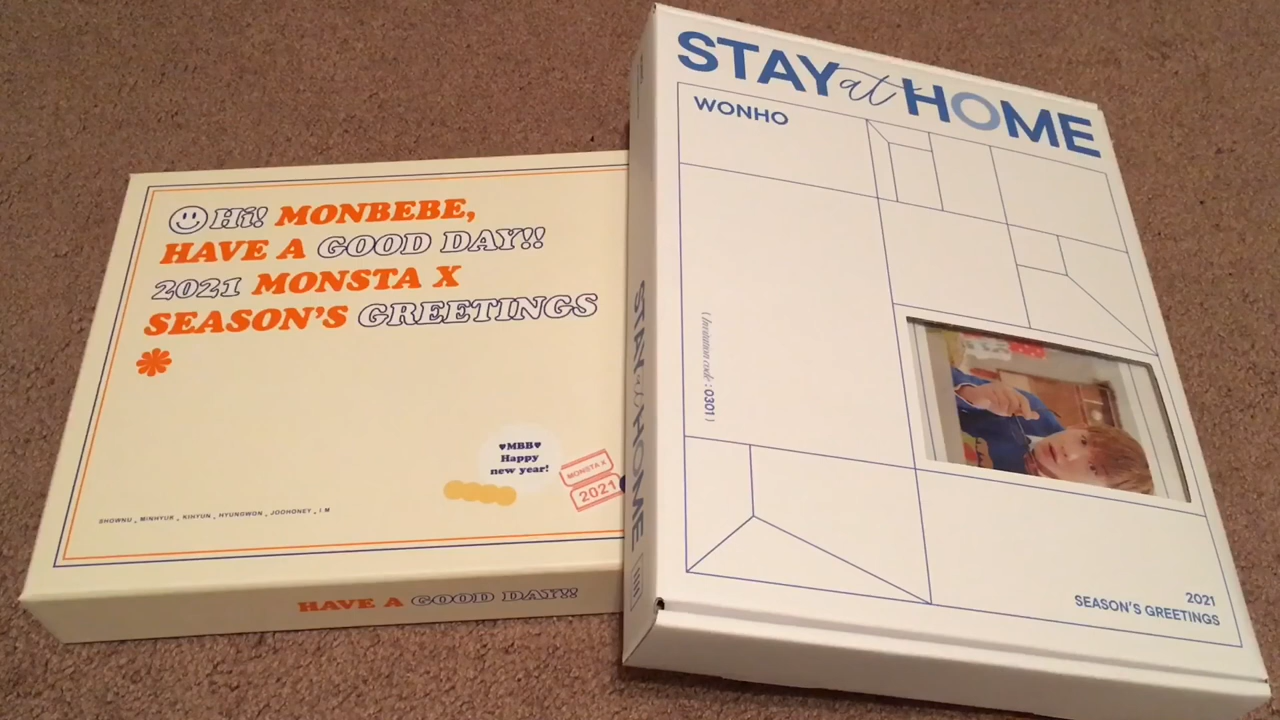 Hi! MONBEBE,
HAVE A GOOD DAY!!
2021 MONSTA X
SEASON'S GREETINGS
♥MBB♥
Happy
new year!
MONSTA X
2021
SHOWNU , MINHYUK , KIHYUN , HYUNGWON , JOOHONEY , I.M
HAVE A GOOD DAY!!
STAY at HOME
WONHO
( Invitation code : 0301 )
2021
SEASON'S GREETINGS
STAY at HOME